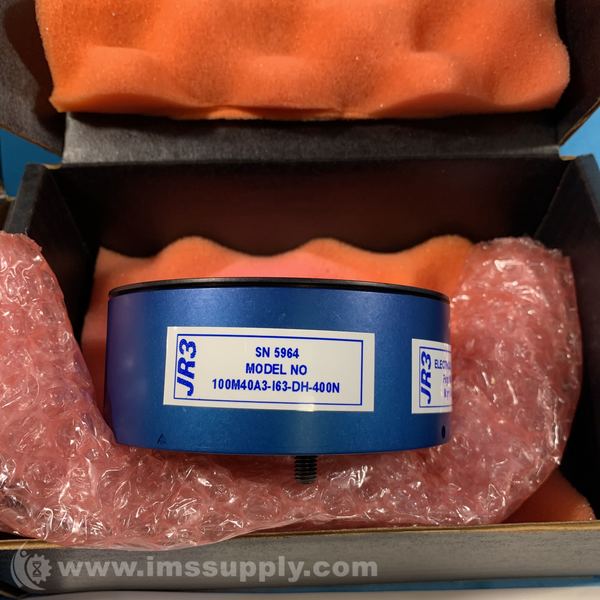 JR3
SN 5964
MODEL NO
100M40A3-I63-DH-400N
JR3
www.imssupply.com